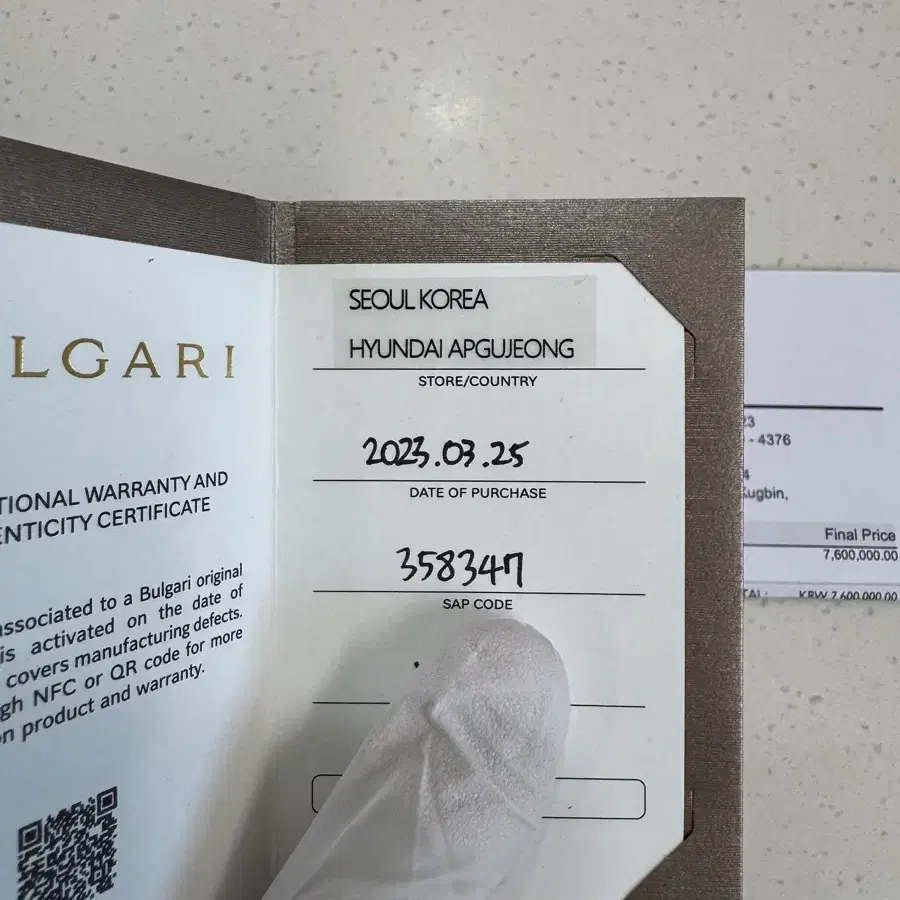 LGARI
TIONAL WARRANTY AND
ENTICITY CERTIFICATE
associated to a Bulgari original
is activated on the date of
covers manufacturing defects.
gh NFC or QR code for more
n product and warranty.
SEOUL KOREA
HYUNDAI APGUJEONG
STORE/COUNTRY
2023.03.25
DATE OF PURCHASE
358347
SAP CODE
23
- 4376
4
Kugbin,
Final Price
7,600,000.00
TAL: KRW 7,600,000.00